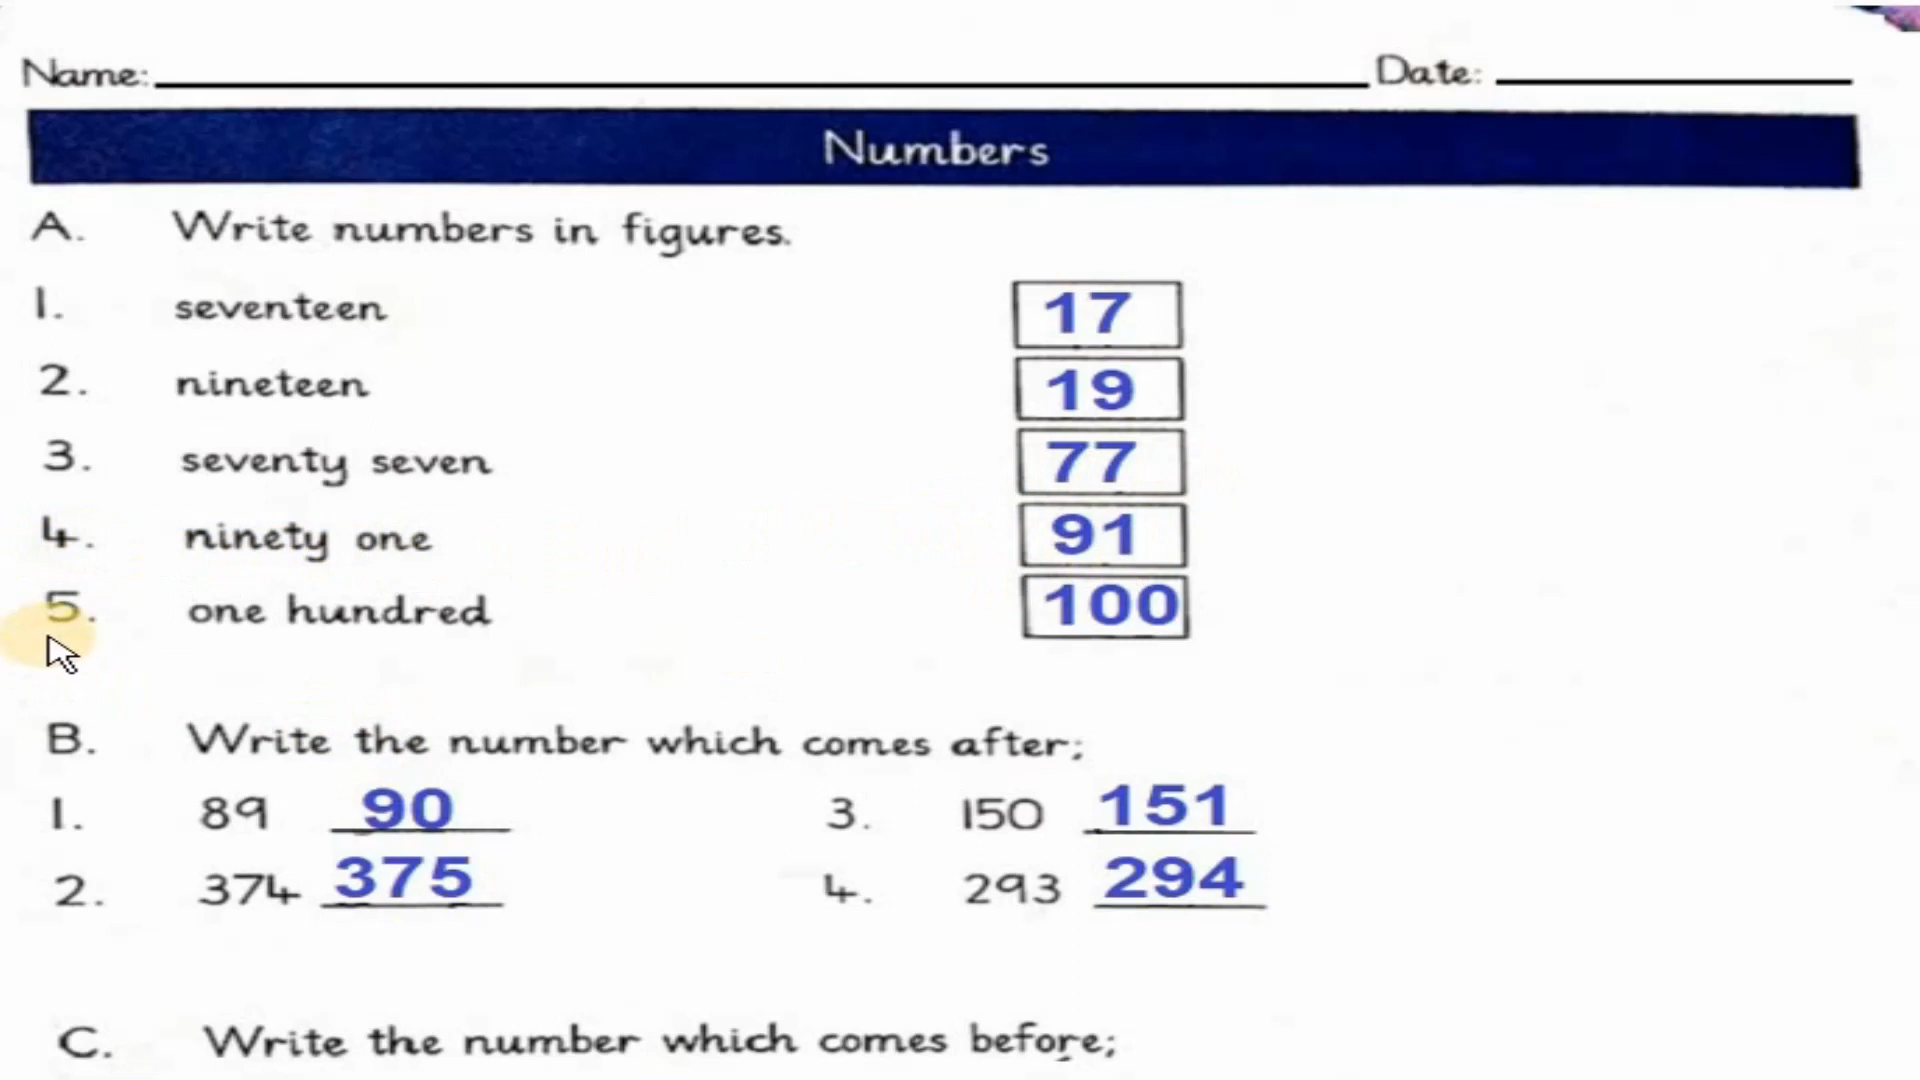 Name: Date:
Numbers
A. Write numbers in figures.
1. seventeen 17
2. nineteen 19
3. seventy seven 77
4. ninety one 91
5. one hundred 100
B. Write the number which comes after;
1. 89 90 3. 150 151
2. 374 375 4. 293 294
C. Write the number which comes before;